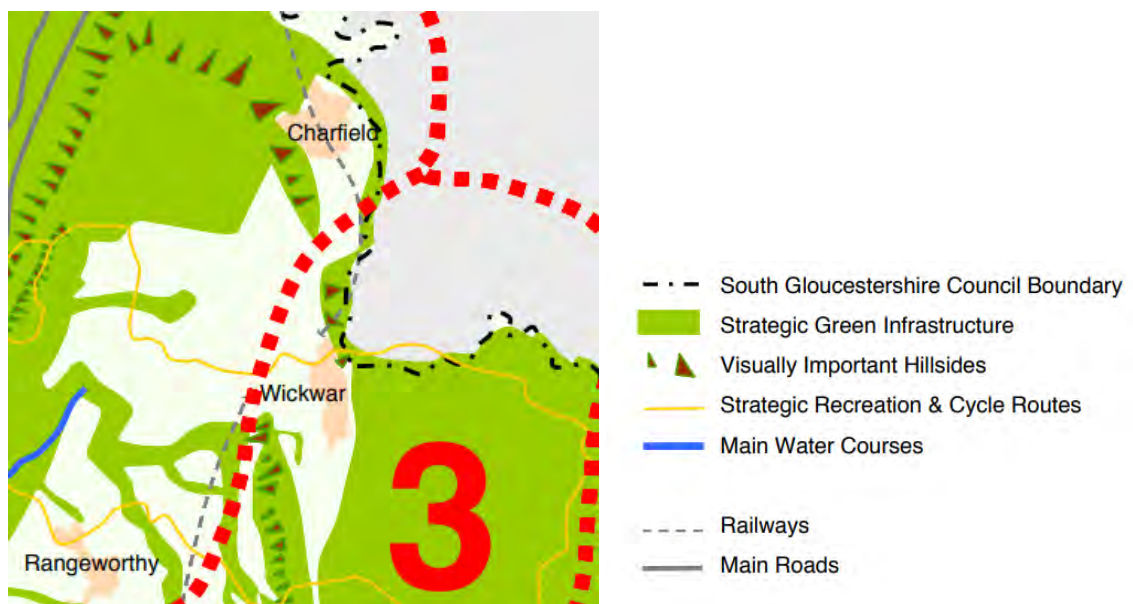 Charfield
Wickwar
3
Rangeworthy
South Gloucestershire Council Boundary
Strategic Green Infrastructure
Visually Important Hillsides
Strategic Recreation & Cycle Routes
Main Water Courses
Railways
Main Roads